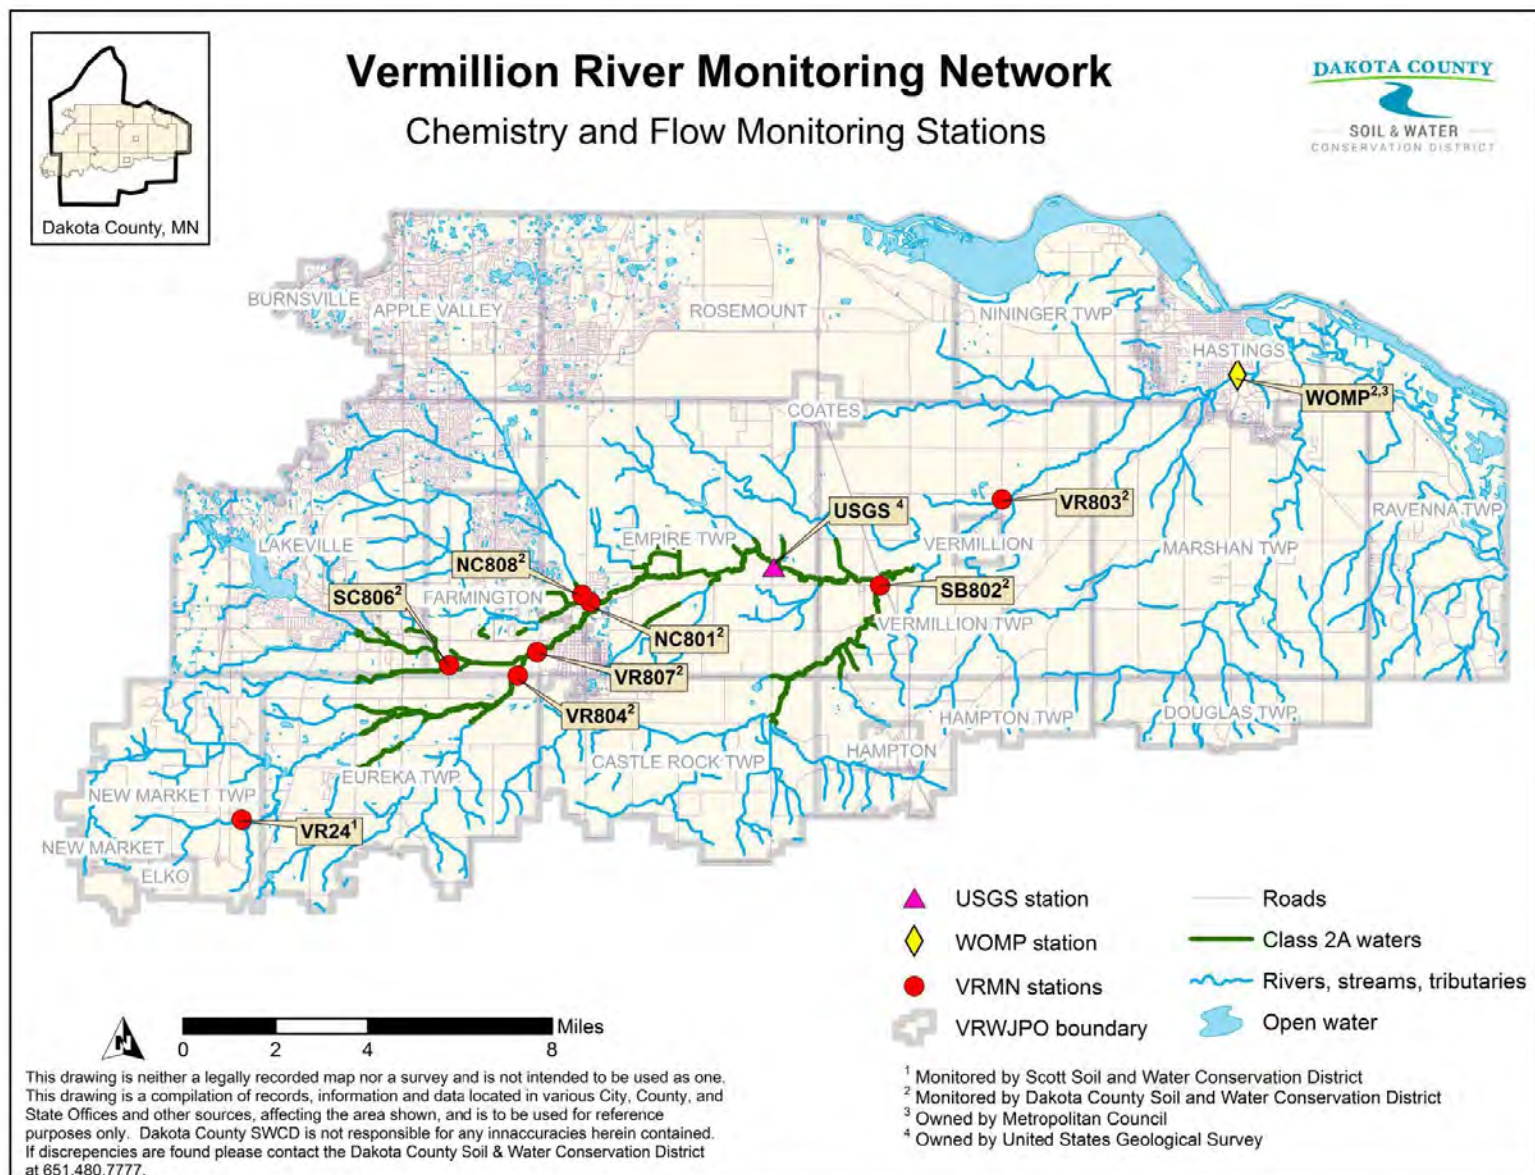 Vermillion River Monitoring Network
Chemistry and Flow Monitoring Stations
Dakota County, MN
DAKOTA COUNTY
SOIL & WATER
CONSERVATION DISTRICT
BURNSVILLE
APPLE VALLEY
ROSEMOUNT
NININGER TWP
HASTINGS
WOMP2,3
COATES
USGS 4
VR803²
RAVENNA TWP
LAKEVILLE
EMPIRE TWP
VERMILLION
MARSHAN TWP
NC808²
SC806²
FARMINGTON
SB802²
NC801²
VERMILLION TWP
VR807²
VR804²
HAMPTON TWP
DOUGLAS TWP
HAMPTON
CASTLE ROCK TWP
EUREKA TWP
NEW MARKET TWP
VR24¹
NEW MARKET
ELKO
USGS station
WOMP station
VRMN stations
VRWJPO boundary
Roads
Class 2A waters
Rivers, streams, tributaries
Open water
N
Miles
0 2 4 8
This drawing is neither a legally recorded map nor a survey and is not intended to be used as one.
This drawing is a compilation of records, information and data located in various City, County, and
State Offices and other sources, affecting the area shown, and is to be used for reference
purposes only. Dakota County SWCD is not responsible for any innaccuracies herein contained.
If discrepencies are found please contact the Dakota County Soil & Water Conservation District
at 651.480.7777.
1 Monitored by Scott Soil and Water Conservation District
2 Monitored by Dakota County Soil and Water Conservation District
3 Owned by Metropolitan Council
4 Owned by United States Geological Survey